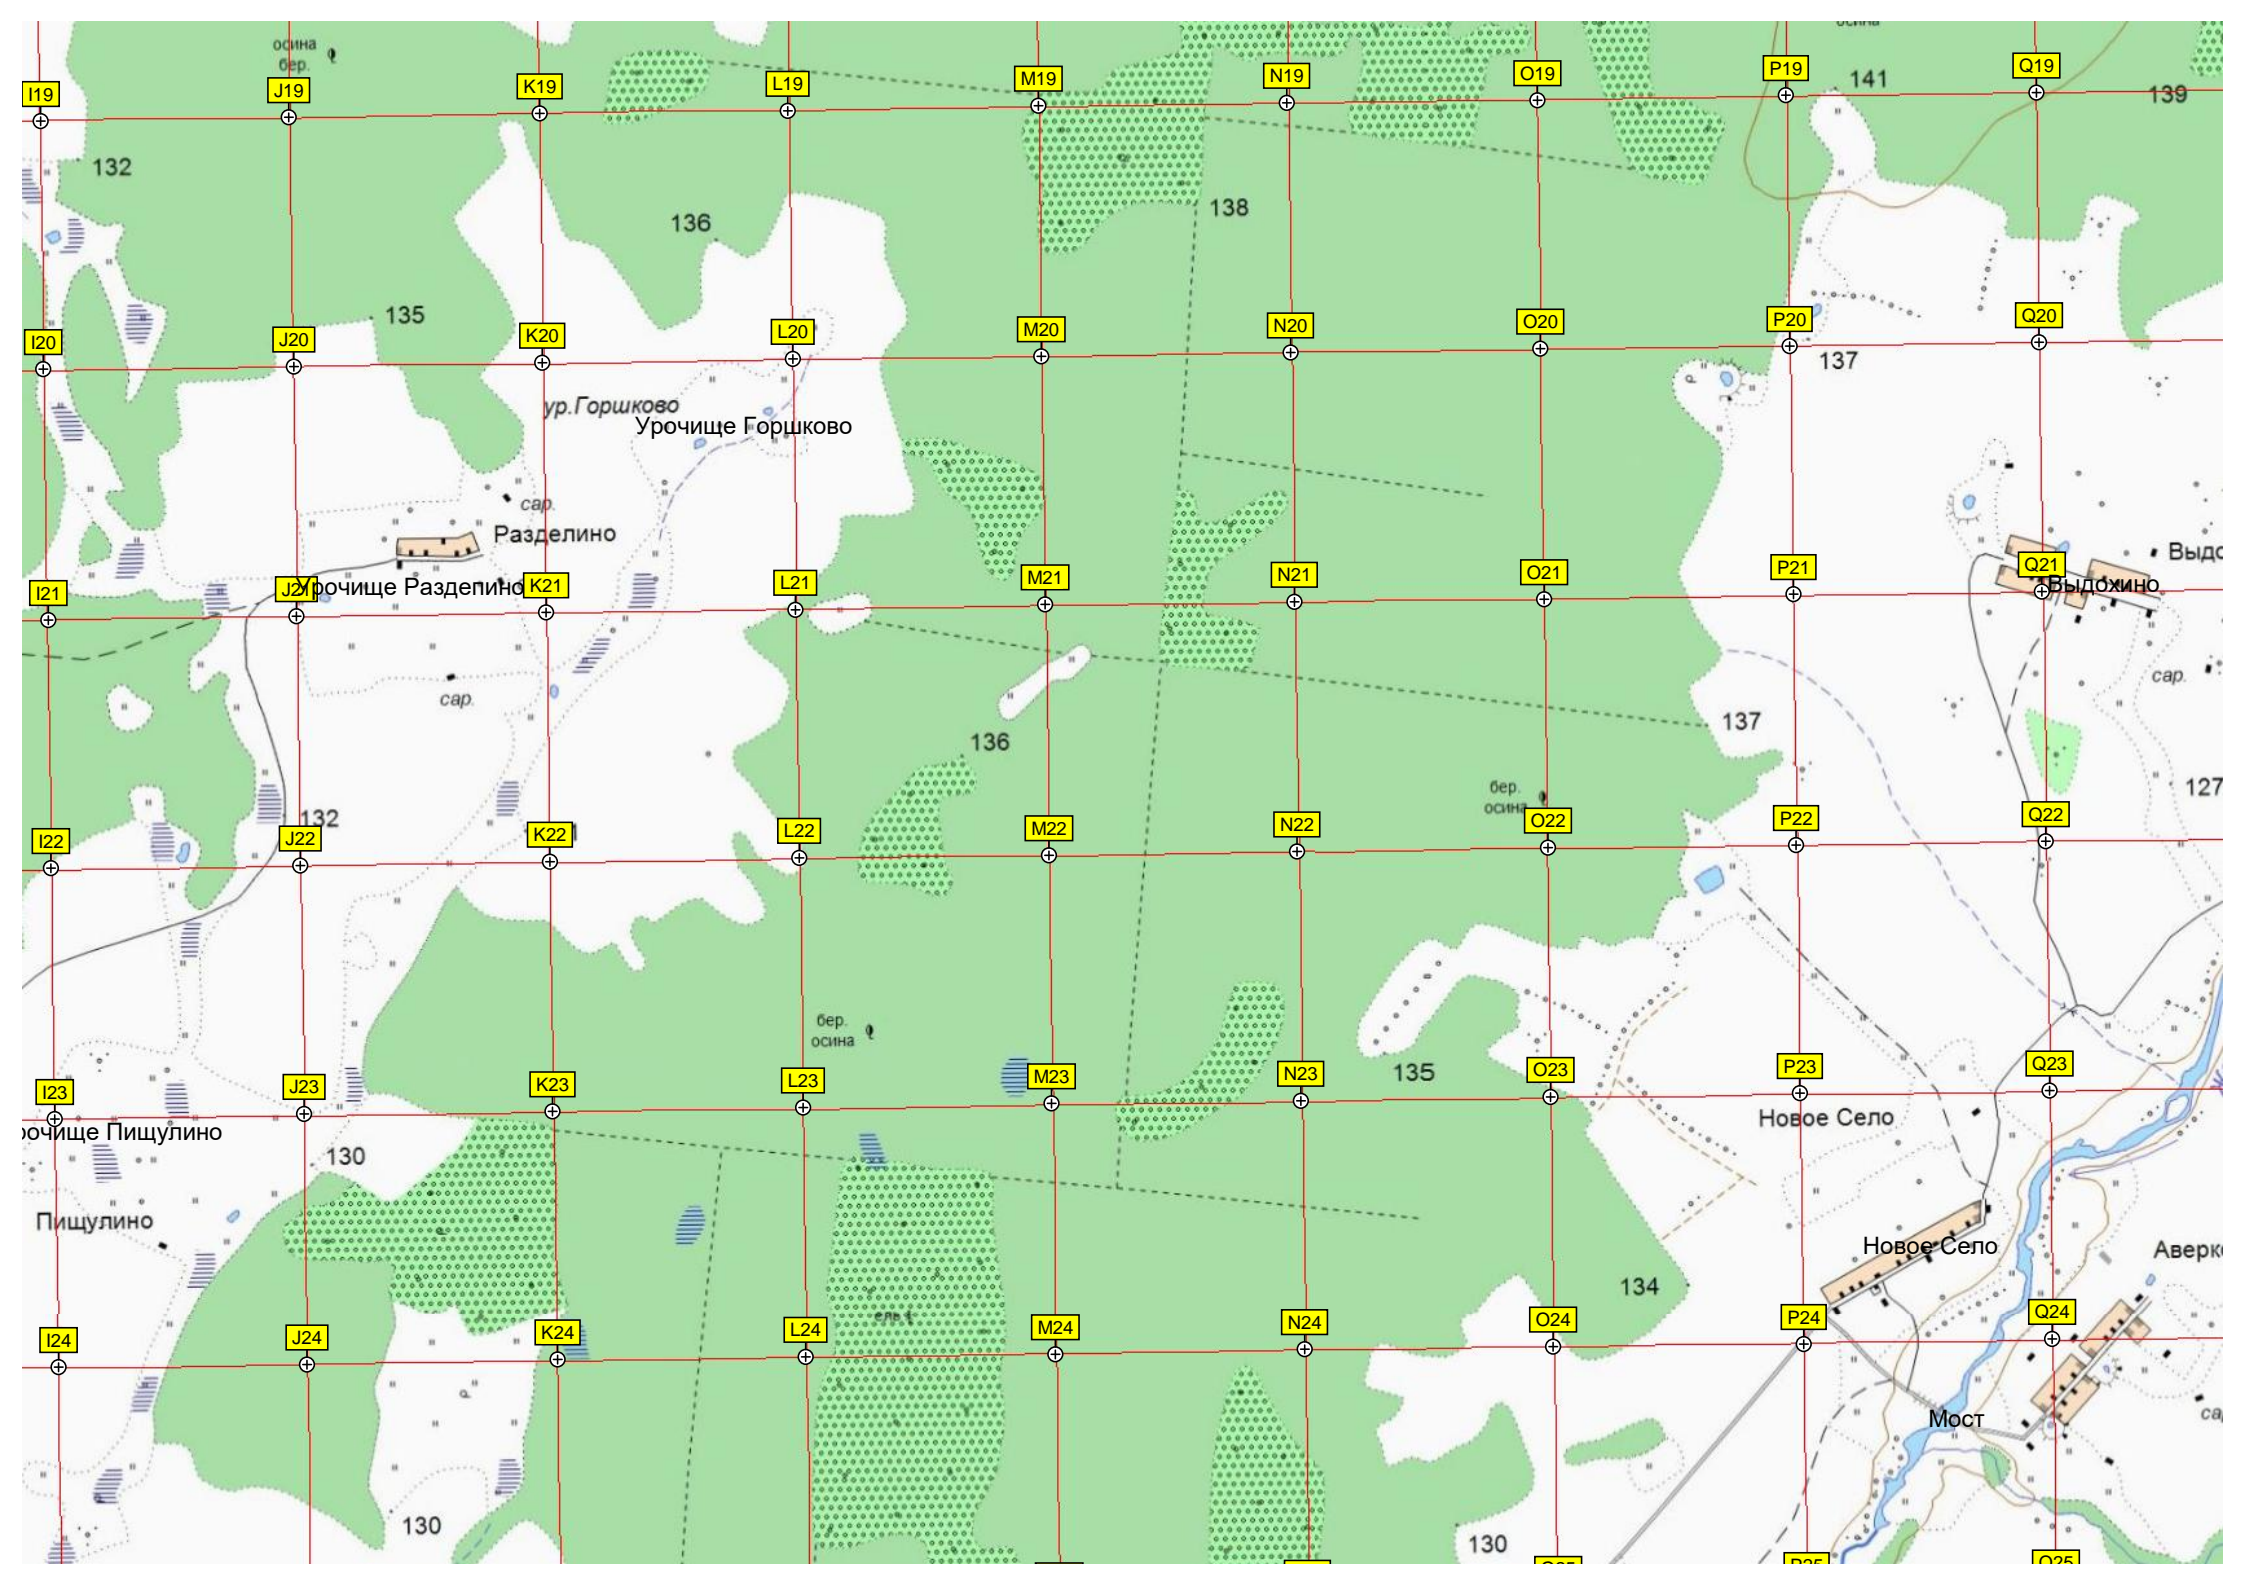 осина
осина
бер.
P19
Q19
141
M19
N19
O19
139
I19
J19
K19
L19
132
138
136
135
P20
Q20
I20
J20
K20
L20
M20
N20
O20
137
ур.Горшково
Урочище Горшково
сар.
Разделино
P21
Q21
Выдохино
I21
Урочище Разделино
K21
L21
M21
N21
O21
сар.
сар.
136
137
бер.
осина
127
132
I22
J22
K22
L22
M22
N22
O22
P22
Q22
бер.
осина
135
I23
J23
K23
L23
M23
N23
O23
P23
Q23
Новое Село
Пищулино
130
Пищулино
Новое Село
134
ель
I24
J24
K24
L24
M24
N24
O24
P24
Q24
Мост
130
130